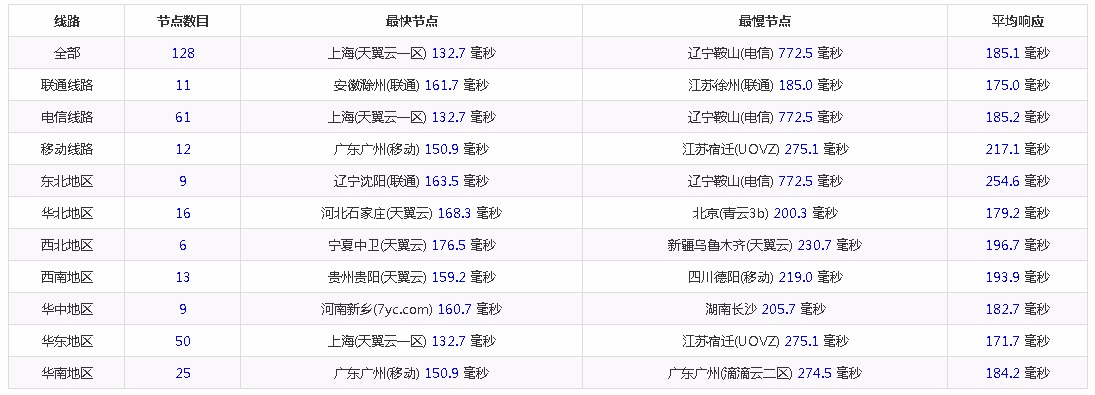 线路 节点数目 最快节点 最慢节点 平均响应
全部 128 上海(天翼云一区) 132.7 毫秒 辽宁鞍山(电信) 772.5 毫秒 185.1 毫秒
联通线路 11 安徽滁州(联通) 161.7 毫秒 江苏徐州(联通) 185.0 毫秒 175.0 毫秒
电信线路 61 上海(天翼云一区) 132.7 毫秒 辽宁鞍山(电信) 772.5 毫秒 185.2 毫秒
移动线路 12 广东广州(移动) 150.9 毫秒 江苏宿迁(UOVZ) 275.1 毫秒 217.1 毫秒
东北地区 9 辽宁沈阳(联通) 163.5 毫秒 辽宁鞍山(电信) 772.5 毫秒 254.6 毫秒
华北地区 16 河北石家庄(天翼云) 168.3 毫秒 北京(青云3b) 200.3 毫秒 179.2 毫秒
西北地区 6 宁夏中卫(天翼云) 176.5 毫秒 新疆乌鲁木齐(天翼云) 230.7 毫秒 196.7 毫秒
西南地区 13 贵州贵阳(天翼云) 159.2 毫秒 四川德阳(移动) 219.0 毫秒 193.9 毫秒
华中地区 9 河南新乡(7yc.com) 160.7 毫秒 湖南长沙 205.7 毫秒 182.7 毫秒
华东地区 50 上海(天翼云一区) 132.7 毫秒 江苏宿迁(UOVZ) 275.1 毫秒 171.7 毫秒
华南地区 25 广东广州(移动) 150.9 毫秒 广东广州(滴滴云二区) 274.5 毫秒 184.2 毫秒